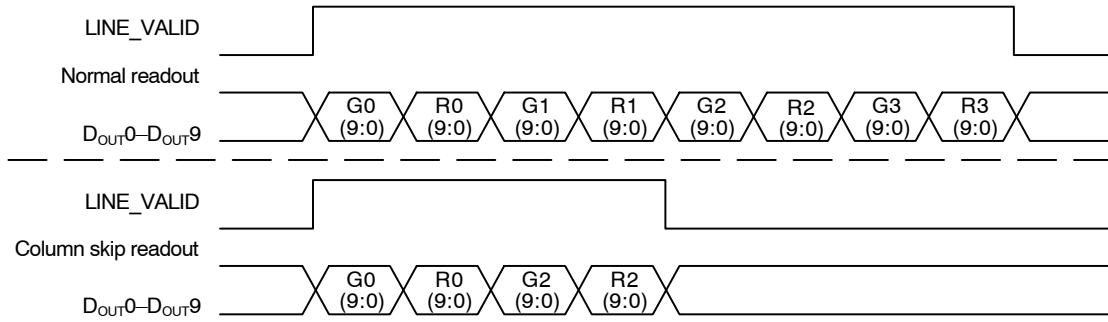 LINE_VALID
Normal readout
G0 R0 G1 R1 G2 R2 G3 R3
(9:0) (9:0) (9:0) (9:0) (9:0) (9:0) (9:0) (9:0)
DOUT0–DOUT9
LINE_VALID
Column skip readout
G0 R0 G2 R2
(9:0) (9:0) (9:0) (9:0)
DOUT0–DOUT9